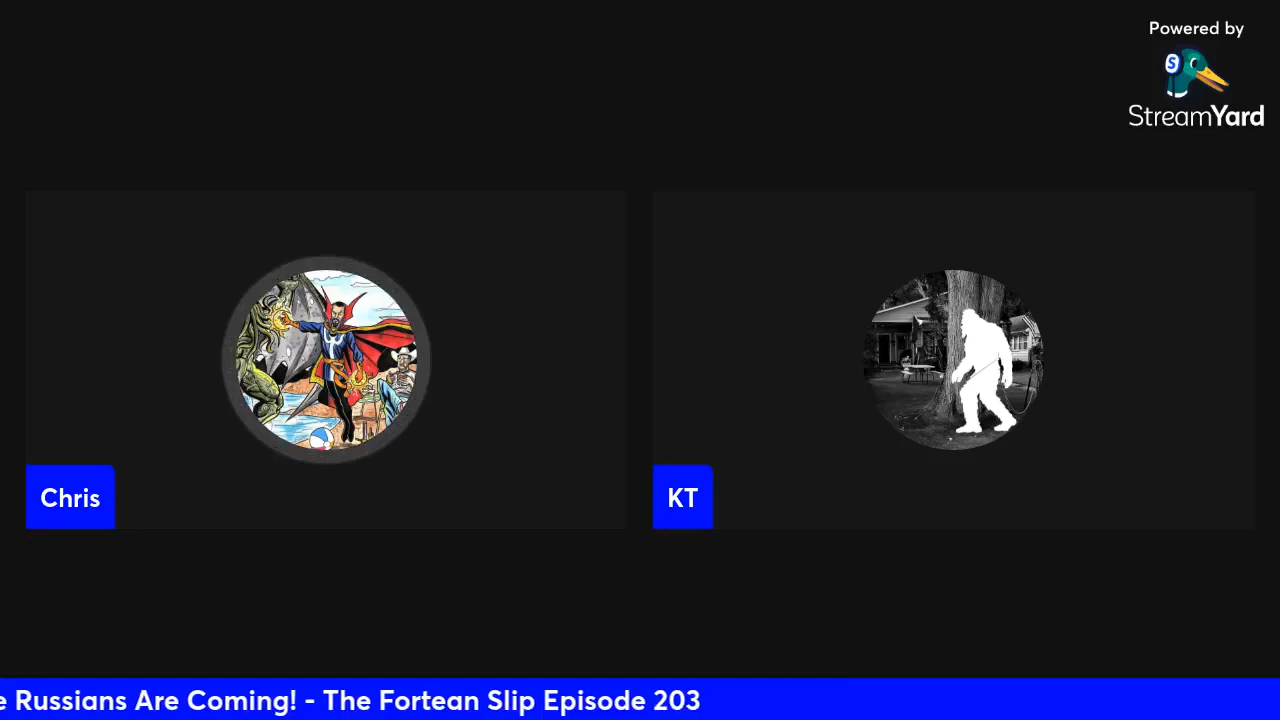 Powered by
S
StreamYard
Chris
KT
e Russians Are Coming! - The Fortean Slip Episode 203